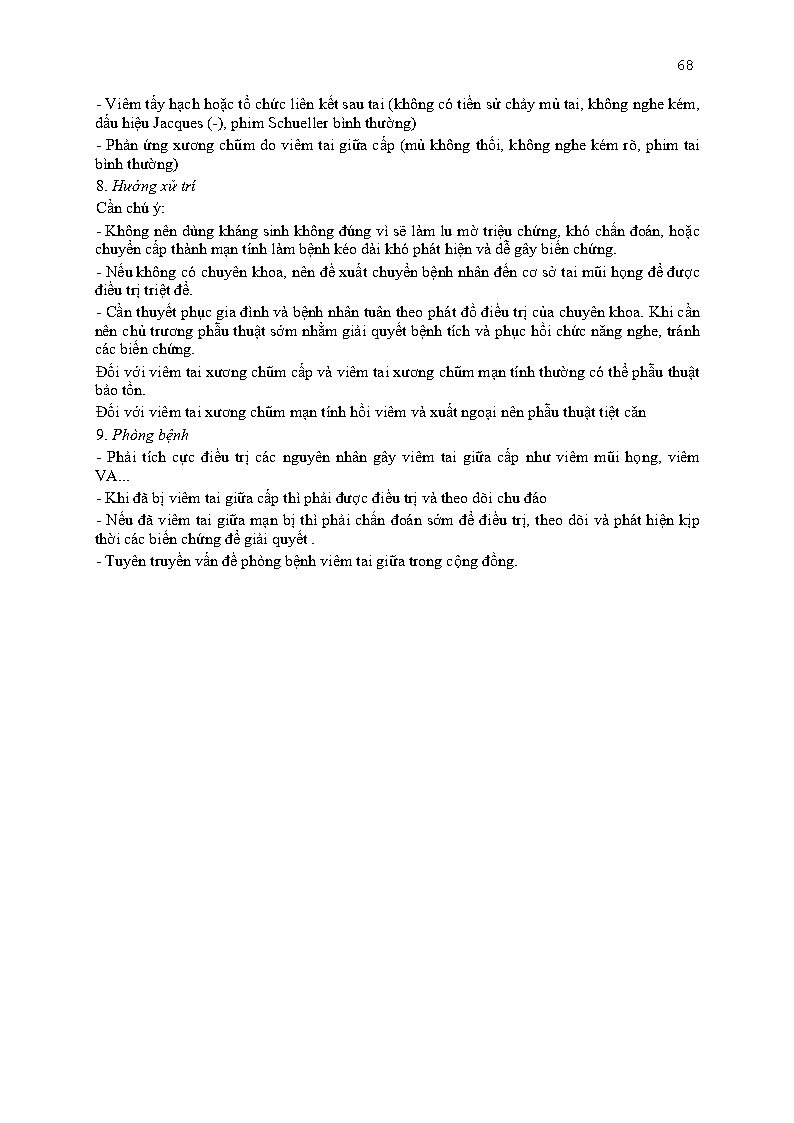 68
- Viêm tấy hạch hoặc tổ chức liên kết sau tai (không có tiền sử chảy mủ tai, không nghe kém,
dấu hiệu Jacques (-), phim Schueller bình thường)
- Phản ứng xương chũm do viêm tai giữa cấp (mủ không thối, không nghe kém rõ, phim tai
bình thường)
8. Hướng xử trí
Cần chú ý:
- Không nên dùng kháng sinh không đúng vì sẽ làm lu mờ triệu chứng, khó chẩn đoán, hoặc
chuyển cấp thành mạn tính làm bệnh kéo dài khó phát hiện và dễ gây biến chứng.
- Nếu không có chuyên khoa, nên đề xuất chuyển bệnh nhân đến cơ sở tai mũi họng để được
điều trị triệt để.
- Cần thuyết phục gia đình và bệnh nhân tuân theo phát đồ điều trị của chuyên khoa. Khi cần
nên chủ trương phẫu thuật sớm nhằm giải quyết bệnh tích và phục hồi chức năng nghe, tránh
các biến chứng.
Đối với viêm tai xương chũm cấp và viêm tai xương chũm mạn tính thường có thể phẫu thuật
bảo tồn.
Đối với viêm tai xương chũm mạn tính hồi viêm và xuất ngoại nên phẫu thuật tiệt căn
9. Phòng bệnh
- Phải tích cực điều trị các nguyên nhân gây viêm tai giữa cấp như viêm mũi họng, viêm
VA...
- Khi đã bị viêm tai giữa cấp thì phải được điều trị và theo dõi chu đáo
- Nếu đã viêm tai giữa mạn bị thì phải chẩn đoán sớm để điều trị, theo dõi và phát hiện kịp
thời các biến chứng để giải quyết .
- Tuyên truyền vấn đề phòng bệnh viêm tai giữa trong cộng đồng.